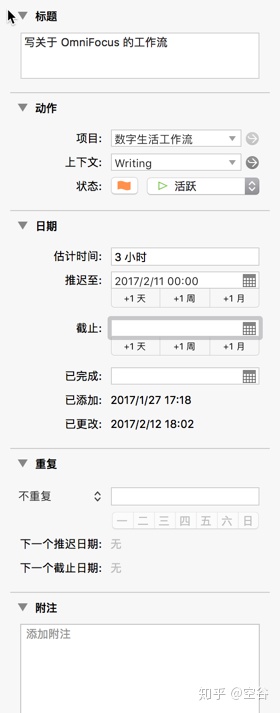 标题
写关于 OmniFocus 的工作流
动作
项目: 数字生活工作流
上下文: Writing
状态: 活跃
日期
估计时间: 3 小时
推迟至: 2017/2/11 00:00
+1 天 +1 周 +1 月
截止:
+1 天 +1 周 +1 月
已完成:
已添加: 2017/1/27 17:18
已更改: 2017/2/12 18:02
重复
不重复
一 二 三 四 五 六 日
下一个推迟日期: 无
下一个截止日期: 无
附注
添加附注
知乎 @空谷